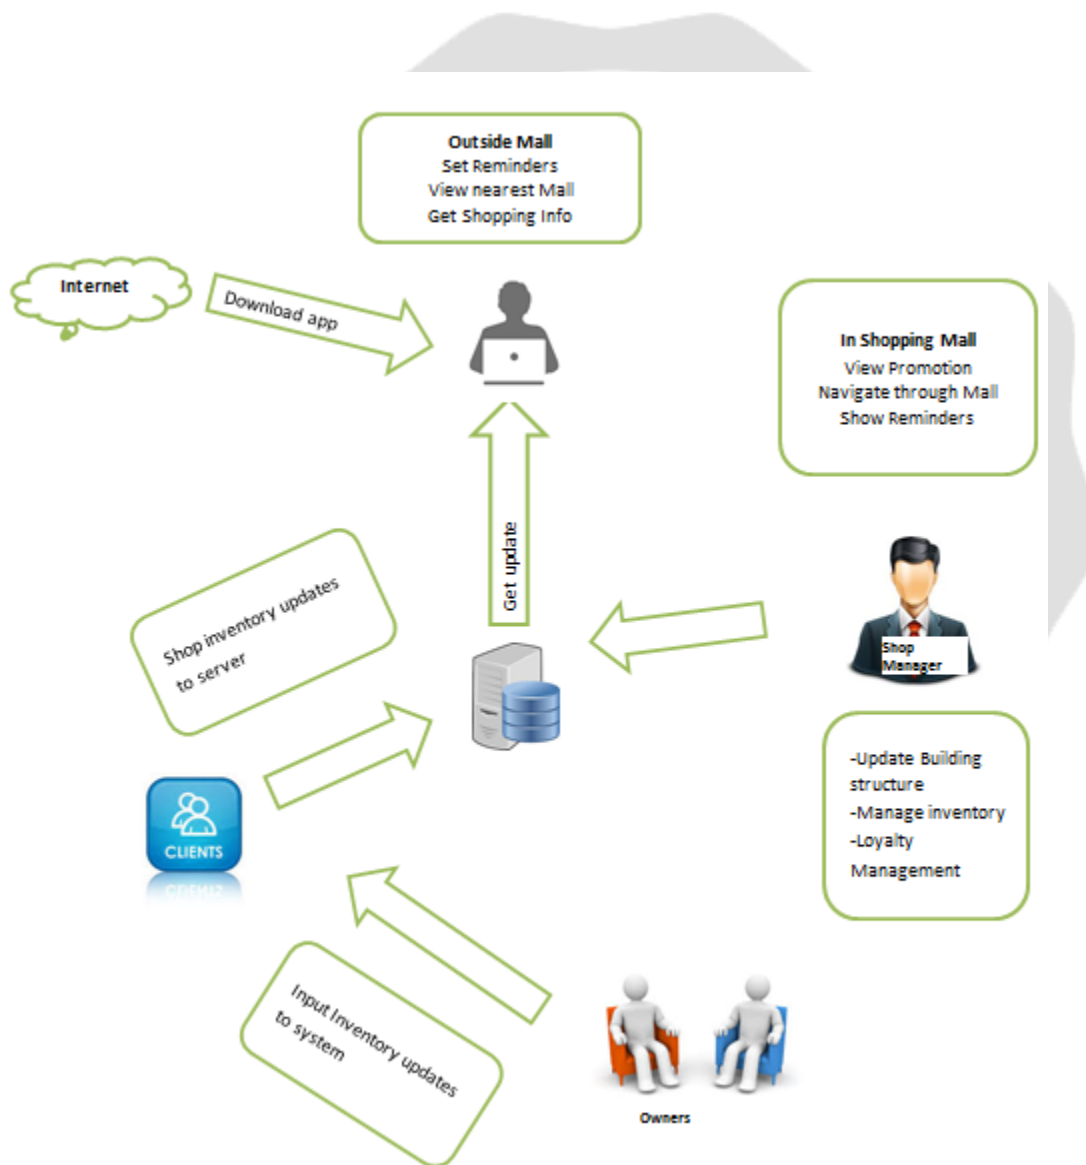 Outside Mall
Set Reminders
View nearest Mall
Get Shopping Info
Internet
Download app
In Shopping Mall
View Promotion
Navigate through Mall
Show Reminders
Get update
Shop inventory updates
to server
Shop
Manager
-Update Building
structure
-Manage inventory
-Loyalty
Management
CLIENTS
Input Inventory updates
to system
Owners